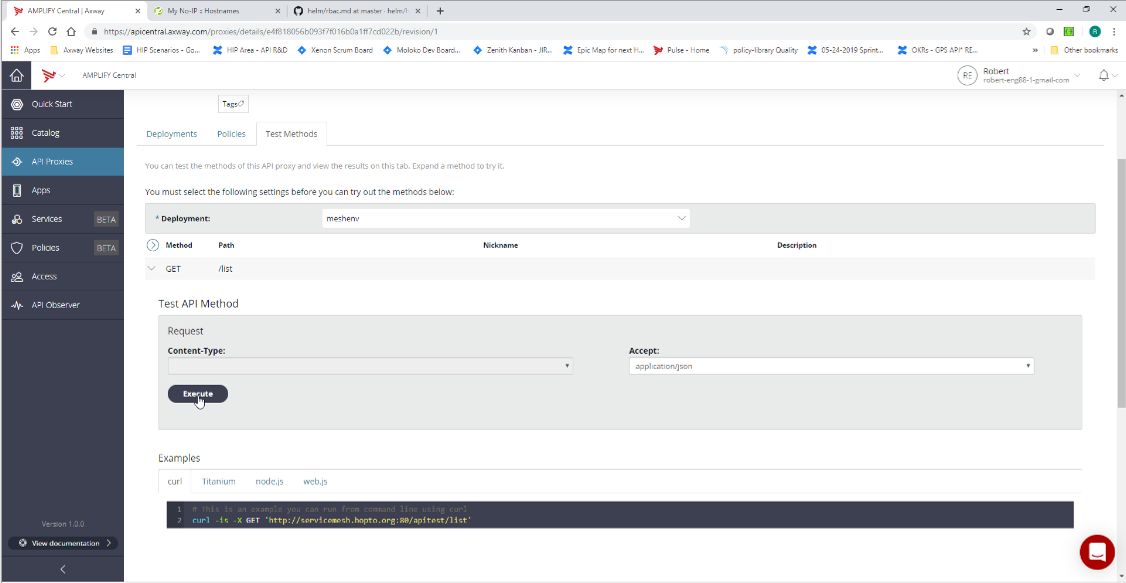 AMPLIFY Central | Axway
My No-IP :: Hostnames
helm/rbac.md at master · helm/h
https://apicentral.axway.com/proxies/details/e4f818056b093f7f016b0a1ff7cd022b/revision/1
Apps Axway Websites HIP Scenarios - Go... HIP Area - API R&D Xenon Scrum Board Moloko Dev Board... Zenith Kanban - JIR... Epic Map for next H... Pulse - Home policy-library Quality 05-24-2019 Sprint... OKRs - GPS API* RE... » Other bookmarks
AMPLIFY Central
RE Robert
robert-eng88-1-gmail-com
Quick Start
Catalog
API Proxies
Apps
Services BETA
Policies BETA
Access
API Observer
Version 1.0.0
View documentation
Tags
Deployments Policies Test Methods
You can test the methods of this API proxy and view the results on this tab. Expand a method to try it.
You must select the following settings before you can try out the methods below:
* Deployment: meshenv
Method Path Nickname Description
GET /list
Test API Method
Request
Content-Type: Accept:
application/json
Execute
Examples
curl Titanium node.js web.js
1 # This is an example you can run from command line using curl
2 curl -is -X GET 'http://servicemesh.hopto.org:80/apitest/list'